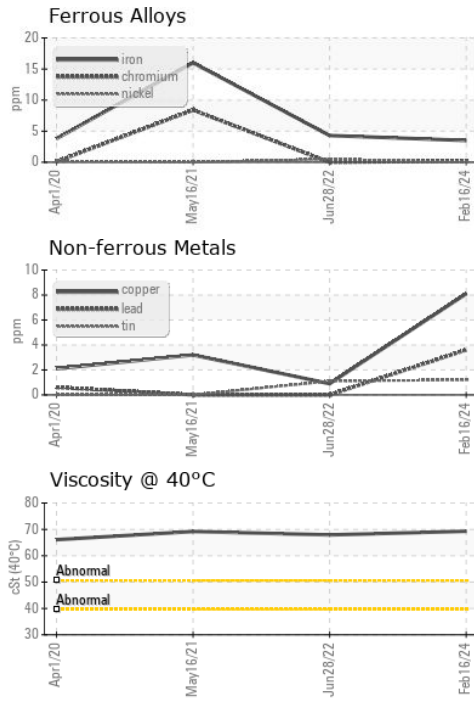 Ferrous Alloys
20
15
10
5
0
ppm
iron
chromium
nickel
Apr1/20
May16/21
Jun28/22
Feb16/24
Non-ferrous Metals
10
8
6
4
2
0
ppm
copper
lead
tin
Apr1/20
May16/21
Jun28/22
Feb16/24
Viscosity @ 40°C
80
70
60
50
40
30
cSt (40°C)
Abnormal
Abnormal
Apr1/20
May16/21
Jun28/22
Feb16/24